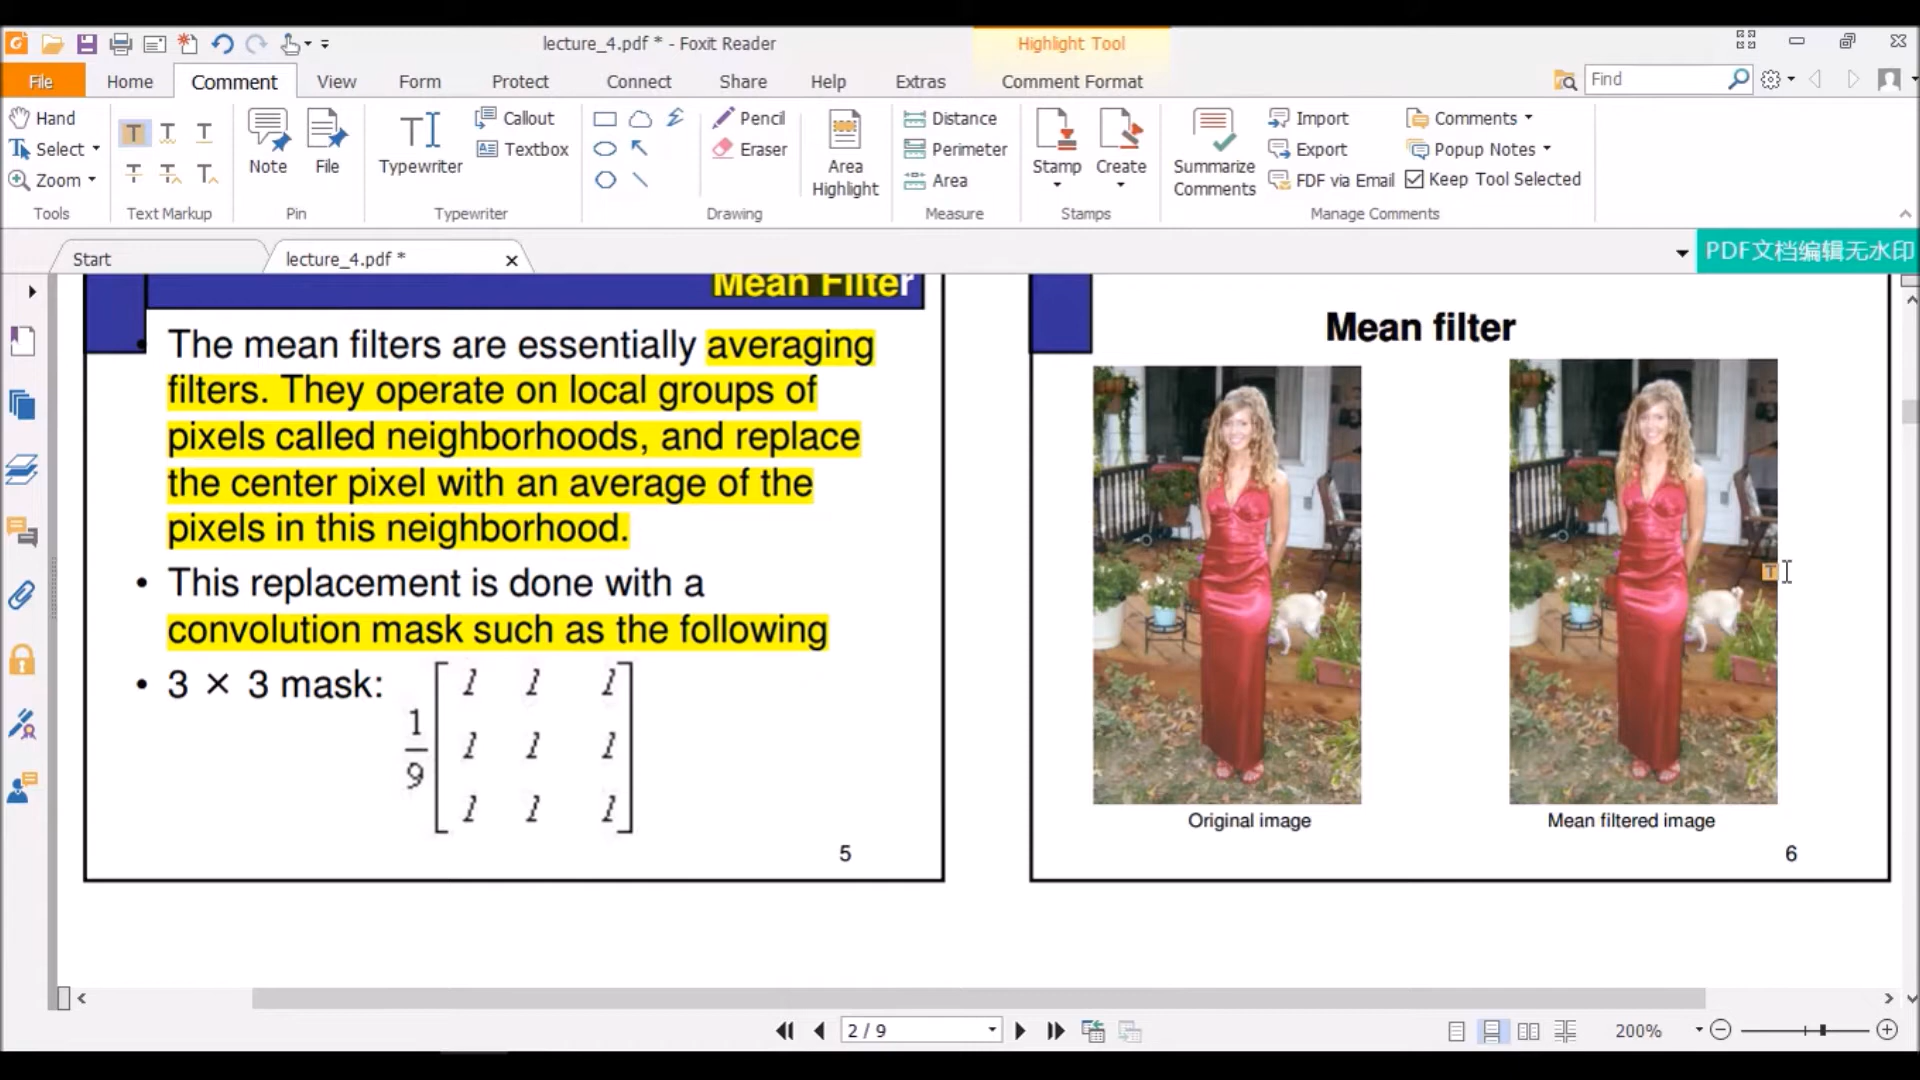 lecture_4.pdf * - Foxit Reader
Highlight Tool
File Home Comment View Form Protect Connect Share Help Extras Comment Format
Find
Hand
Select
Zoom
Tools
Text Markup
Note
File
Pin
Typewriter
Callout
Textbox
Typewriter
Pencil
Eraser
Drawing
Area
Highlight
Distance
Perimeter
Area
Measure
Stamp
Create
Stamps
Summarize
Comments
Import
Export
FDF via Email
Comments
Popup Notes
Keep Tool Selected
Manage Comments
Start
lecture_4.pdf *
PDF文档编辑无水印
Mean Filter
The mean filters are essentially averaging
filters. They operate on local groups of
pixels called neighborhoods, and replace
the center pixel with an average of the
pixels in this neighborhood.
• This replacement is done with a
convolution mask such as the following
• 3 × 3 mask:
1
9
1 1 1
1 1 1
1 1 1
5
Mean filter
Original image
Mean filtered image
6
2 / 9
200%